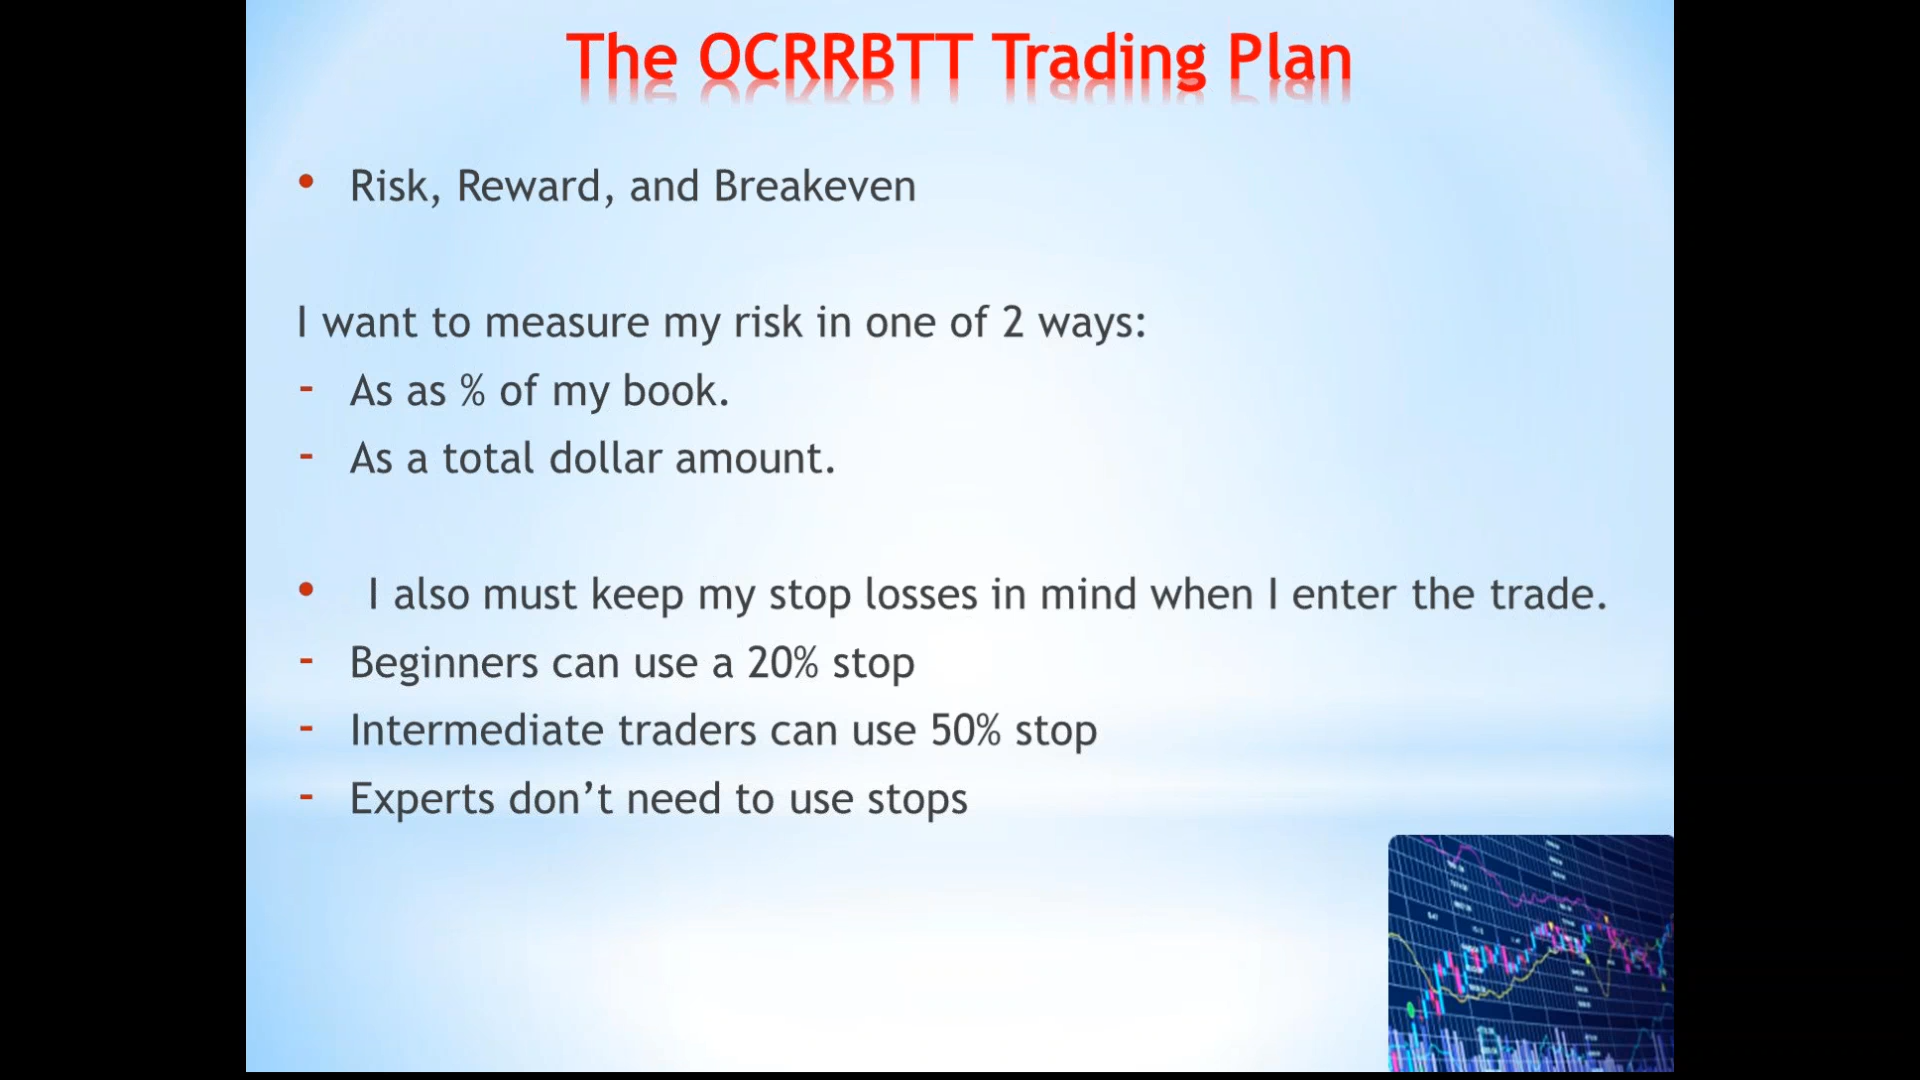 The OCRRBTT Trading Plan
• Risk, Reward, and Breakeven
I want to measure my risk in one of 2 ways:
- As as % of my book.
- As a total dollar amount.
• I also must keep my stop losses in mind when I enter the trade.
- Beginners can use a 20% stop
- Intermediate traders can use 50% stop
- Experts don’t need to use stops